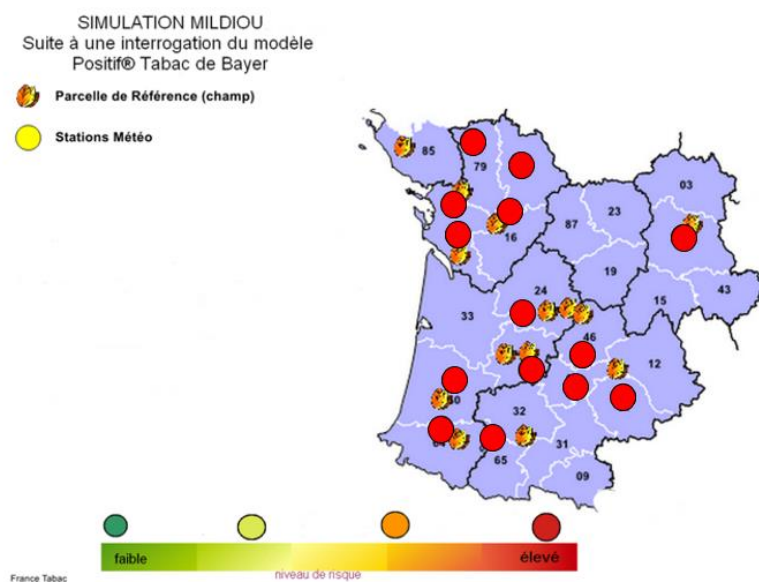 SIMULATION MILDIOU
Suite à une interrogation du modèle
Positif® Tabac de Bayer
Parcelle de Référence (champ)
Stations Météo
85
79
03
16
87
23
19
24
15
43
33
46
12
32
31
65
09
faible
élevé
niveau de risque
France Tabac